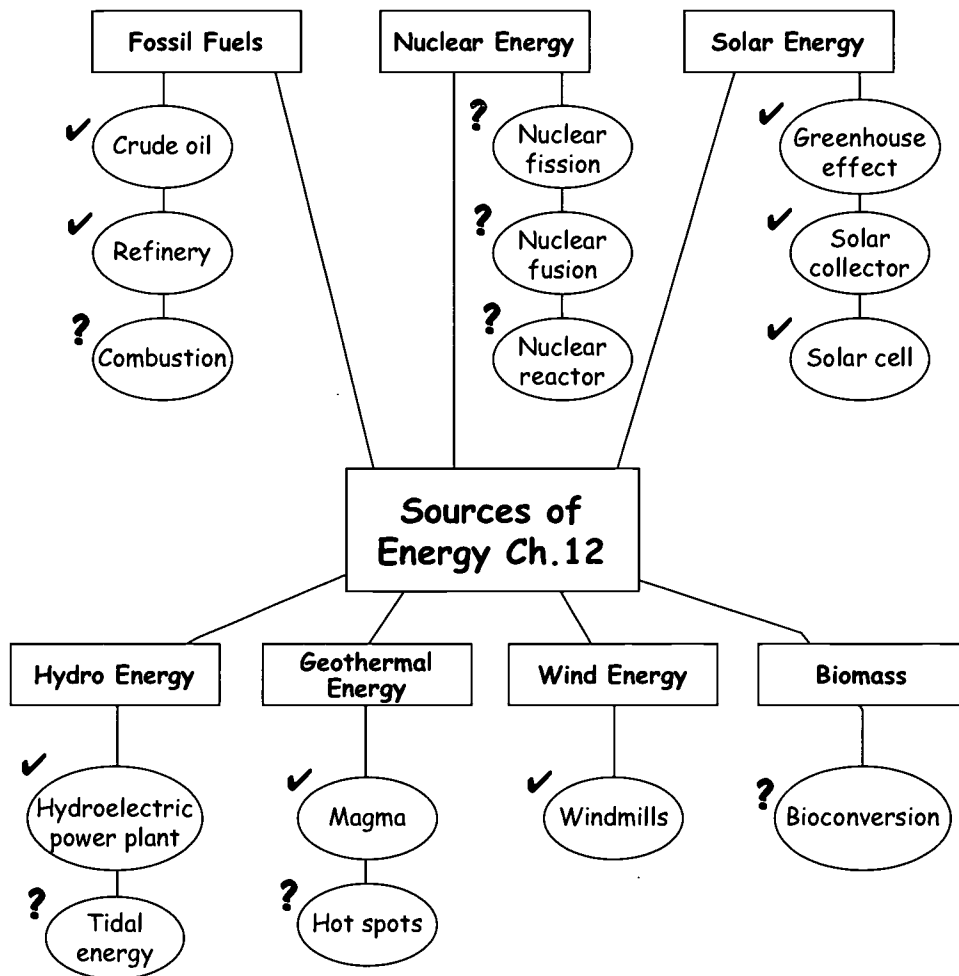 Fossil Fuels
Nuclear Energy
Solar Energy
✔
Crude oil
✔
Refinery
?
Combustion
?
Nuclear
fission
?
Nuclear
fusion
?
Nuclear
reactor
✔
Greenhouse
effect
✔
Solar
collector
✔
Solar cell
Sources of
Energy Ch.12
Hydro Energy
Geothermal
Energy
Wind Energy
Biomass
✔
Hydroelectric
power plant
?
Tidal
energy
✔
Magma
?
Hot spots
✔
Windmills
?
Bioconversion